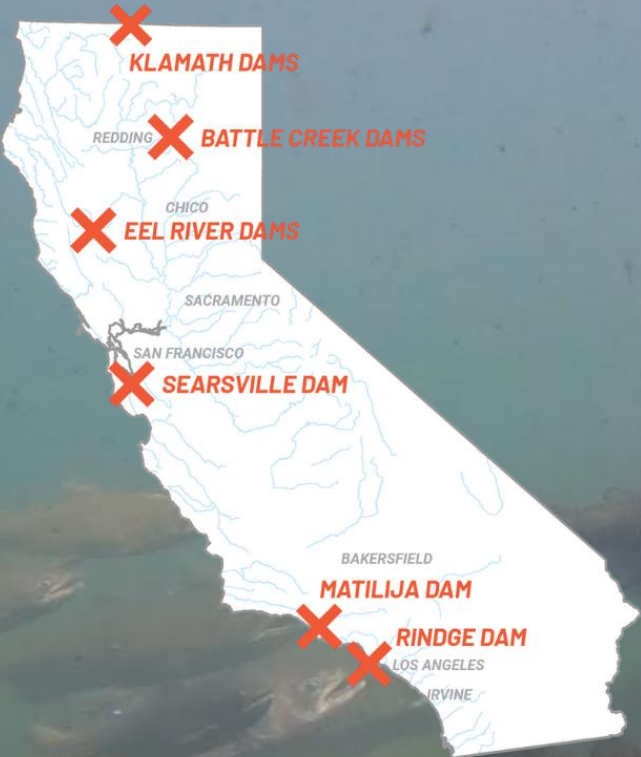 KLAMATH DAMS
REDDING
BATTLE CREEK DAMS
CHICO
EEL RIVER DAMS
SACRAMENTO
SAN FRANCISCO
SEARSVILLE DAM
BAKERSFIELD
MATILIJA DAM
RINDGE DAM
LOS ANGELES
IRVINE